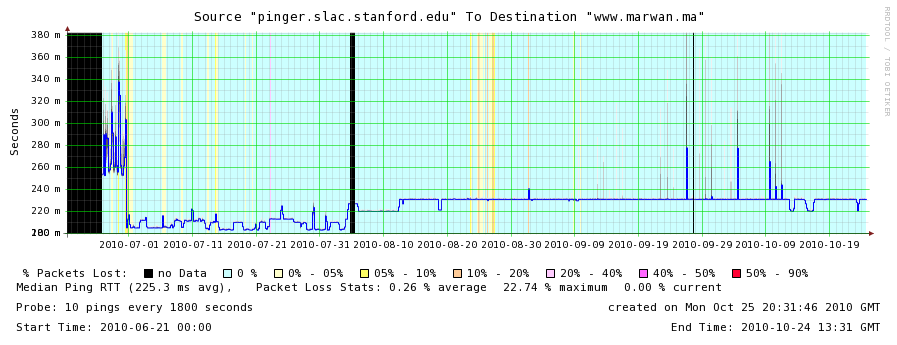 Source "pinger.slac.stanford.edu" To Destination "www.marwan.ma"
RRDTOOL / TOBI OETIKER
Seconds
380 m
360 m
340 m
320 m
300 m
280 m
260 m
240 m
220 m
200 m
2010-07-01 2010-07-11 2010-07-21 2010-07-31 2010-08-10 2010-08-20 2010-08-30 2010-09-09 2010-09-19 2010-09-29 2010-10-09 2010-10-19
% Packets Lost: no Data 0 % 0% - 05% 05% - 10% 10% - 20% 20% - 40% 40% - 50% 50% - 90%
Median Ping RTT (225.3 ms avg), Packet Loss Stats: 0.26 % average 22.74 % maximum 0.00 % current
Probe: 10 pings every 1800 seconds created on Mon Oct 25 20:31:46 2010 GMT
Start Time: 2010-06-21 00:00 End Time: 2010-10-24 13:31 GMT